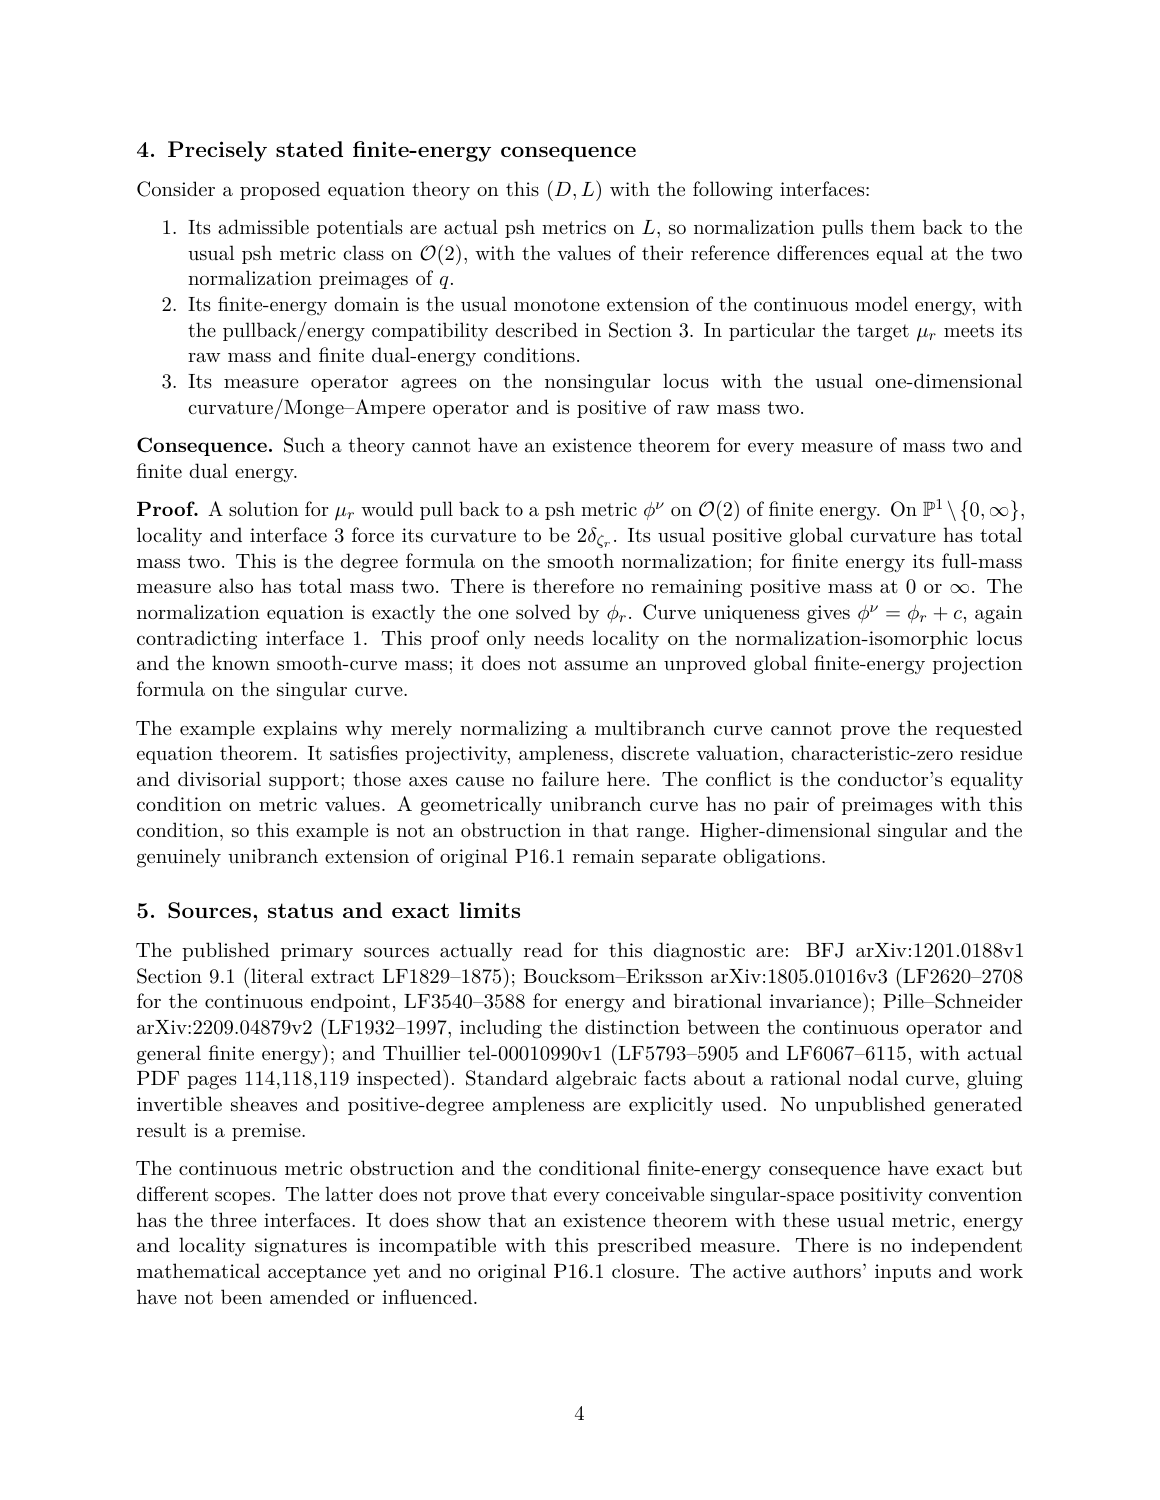 4. Precisely stated finite-energy consequence
Consider a proposed equation theory on this (D, L) with the following interfaces:
1. Its admissible potentials are actual psh metrics on L, so normalization pulls them back to the
usual psh metric class on 𝒪(2), with the values of their reference differences equal at the two
normalization preimages of q.
2. Its finite-energy domain is the usual monotone extension of the continuous model energy, with
the pullback/energy compatibility described in Section 3. In particular the target μ_r meets its
raw mass and finite dual-energy conditions.
3. Its measure operator agrees on the nonsingular locus with the usual one-dimensional
curvature/Monge–Ampere operator and is positive of raw mass two.
Consequence. Such a theory cannot have an existence theorem for every measure of mass two and
finite dual energy.
Proof. A solution for μ_r would pull back to a psh metric ϕ^ν on 𝒪(2) of finite energy. On ℙ¹ \ {0, ∞},
locality and interface 3 force its curvature to be 2δ_{ζ_r}. Its usual positive global curvature has total
mass two. This is the degree formula on the smooth normalization; for finite energy its full-mass
measure also has total mass two. There is therefore no remaining positive mass at 0 or ∞. The
normalization equation is exactly the one solved by ϕ_r. Curve uniqueness gives ϕ^ν = ϕ_r + c, again
contradicting interface 1. This proof only needs locality on the normalization-isomorphic locus
and the known smooth-curve mass; it does not assume an unproved global finite-energy projection
formula on the singular curve.
The example explains why merely normalizing a multibranch curve cannot prove the requested
equation theorem. It satisfies projectivity, ampleness, discrete valuation, characteristic-zero residue
and divisorial support; those axes cause no failure here. The conflict is the conductor's equality
condition on metric values. A geometrically unibranch curve has no pair of preimages with this
condition, so this example is not an obstruction in that range. Higher-dimensional singular and the
genuinely unibranch extension of original P16.1 remain separate obligations.
5. Sources, status and exact limits
The published primary sources actually read for this diagnostic are: BFJ arXiv:1201.0188v1
Section 9.1 (literal extract LF1829–1875); Boucksom–Eriksson arXiv:1805.01016v3 (LF2620–2708
for the continuous endpoint, LF3540–3588 for energy and birational invariance); Pille–Schneider
arXiv:2209.04879v2 (LF1932–1997, including the distinction between the continuous operator and
general finite energy); and Thuillier tel-00010990v1 (LF5793–5905 and LF6067–6115, with actual
PDF pages 114,118,119 inspected). Standard algebraic facts about a rational nodal curve, gluing
invertible sheaves and positive-degree ampleness are explicitly used. No unpublished generated
result is a premise.
The continuous metric obstruction and the conditional finite-energy consequence have exact but
different scopes. The latter does not prove that every conceivable singular-space positivity convention
has the three interfaces. It does show that an existence theorem with these usual metric, energy
and locality signatures is incompatible with this prescribed measure. There is no independent
mathematical acceptance yet and no original P16.1 closure. The active authors' inputs and work
have not been amended or influenced.
4